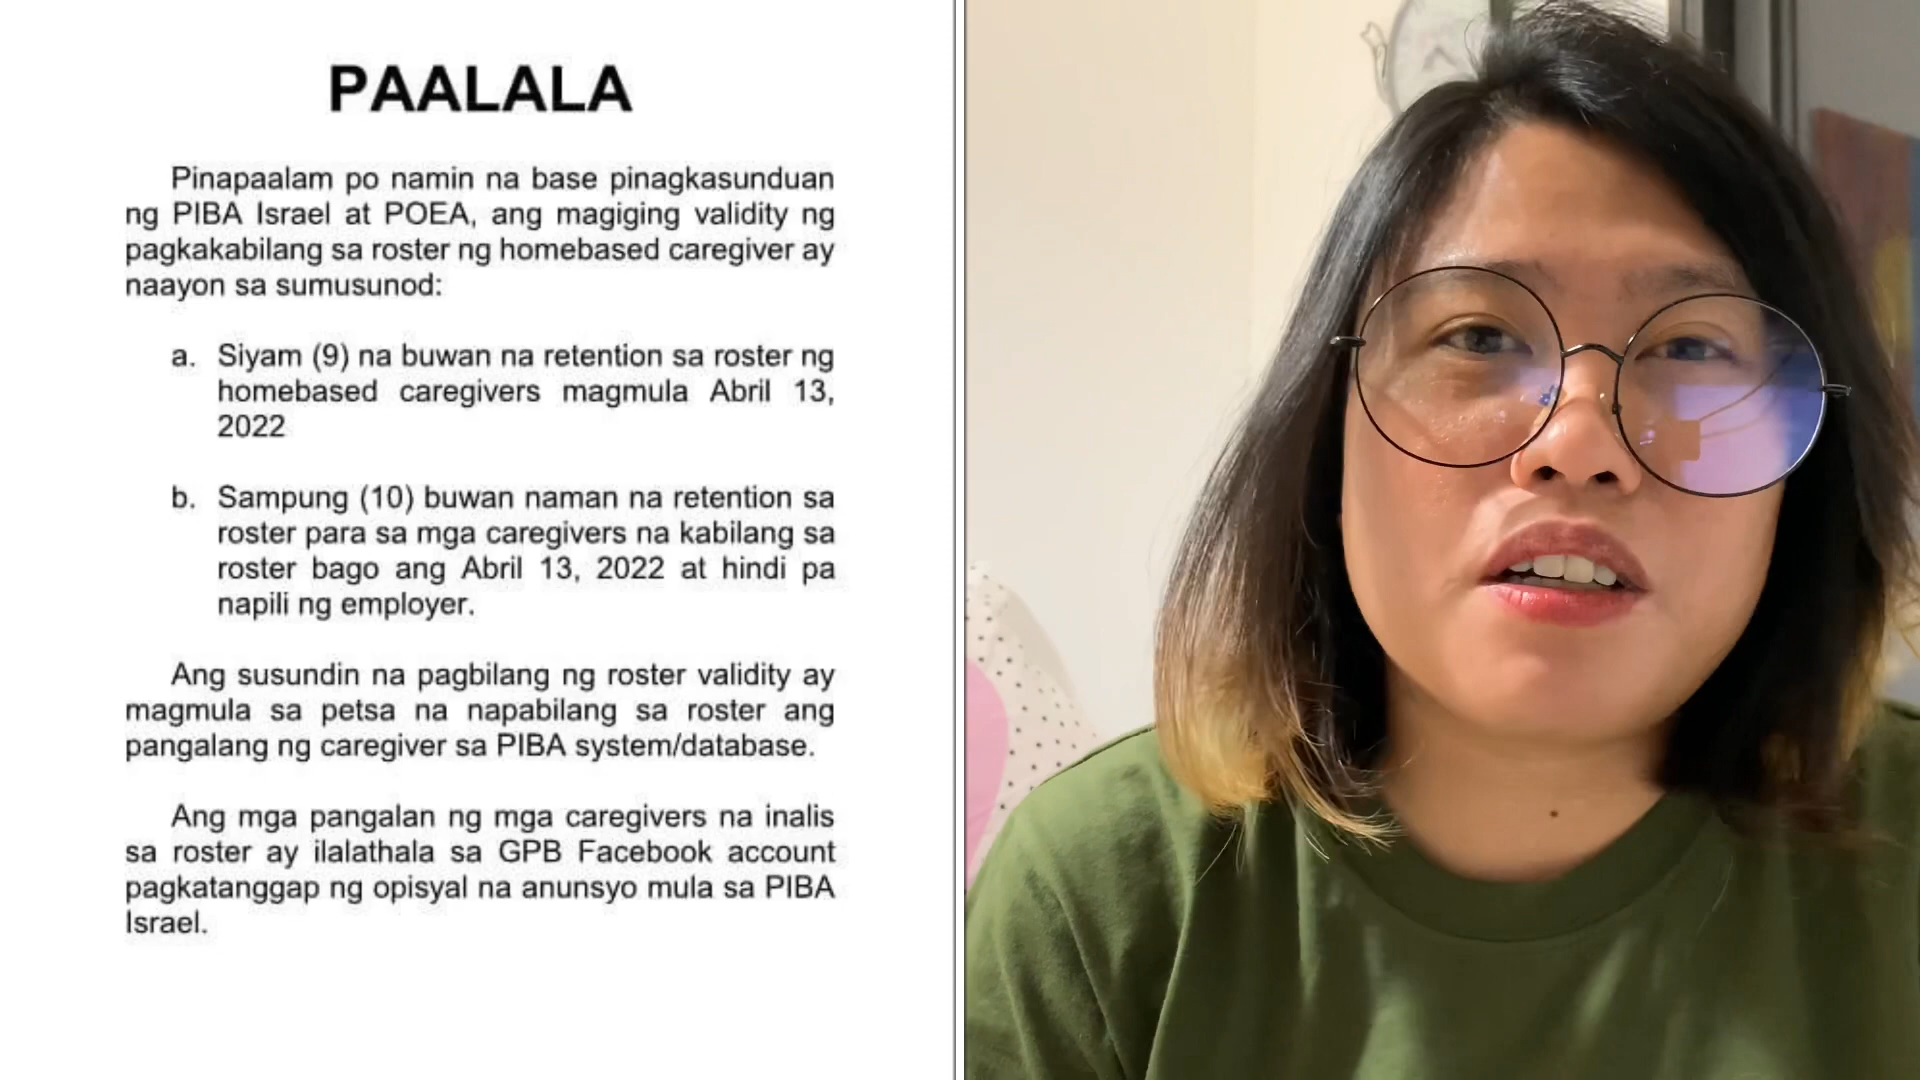 PAALALA
Pinapaalam po namin na base pinagkasunduan
ng PIBA Israel at POEA, ang magiging validity ng
pagkakabilang sa roster ng homebased caregiver ay
naayon sa sumusunod:
a. Siyam (9) na buwan na retention sa roster ng
homebased caregivers magmula Abril 13,
2022
b. Sampung (10) buwan naman na retention sa
roster para sa mga caregivers na kabilang sa
roster bago ang Abril 13, 2022 at hindi pa
napili ng employer.
Ang susundin na pagbilang ng roster validity ay
magmula sa petsa na napabilang sa roster ang
pangalang ng caregiver sa PIBA system/database.
Ang mga pangalan ng mga caregivers na inalis
sa roster ay ilalathala sa GPB Facebook account
pagkatanggap ng opisyal na anunsyo mula sa PIBA
Israel.